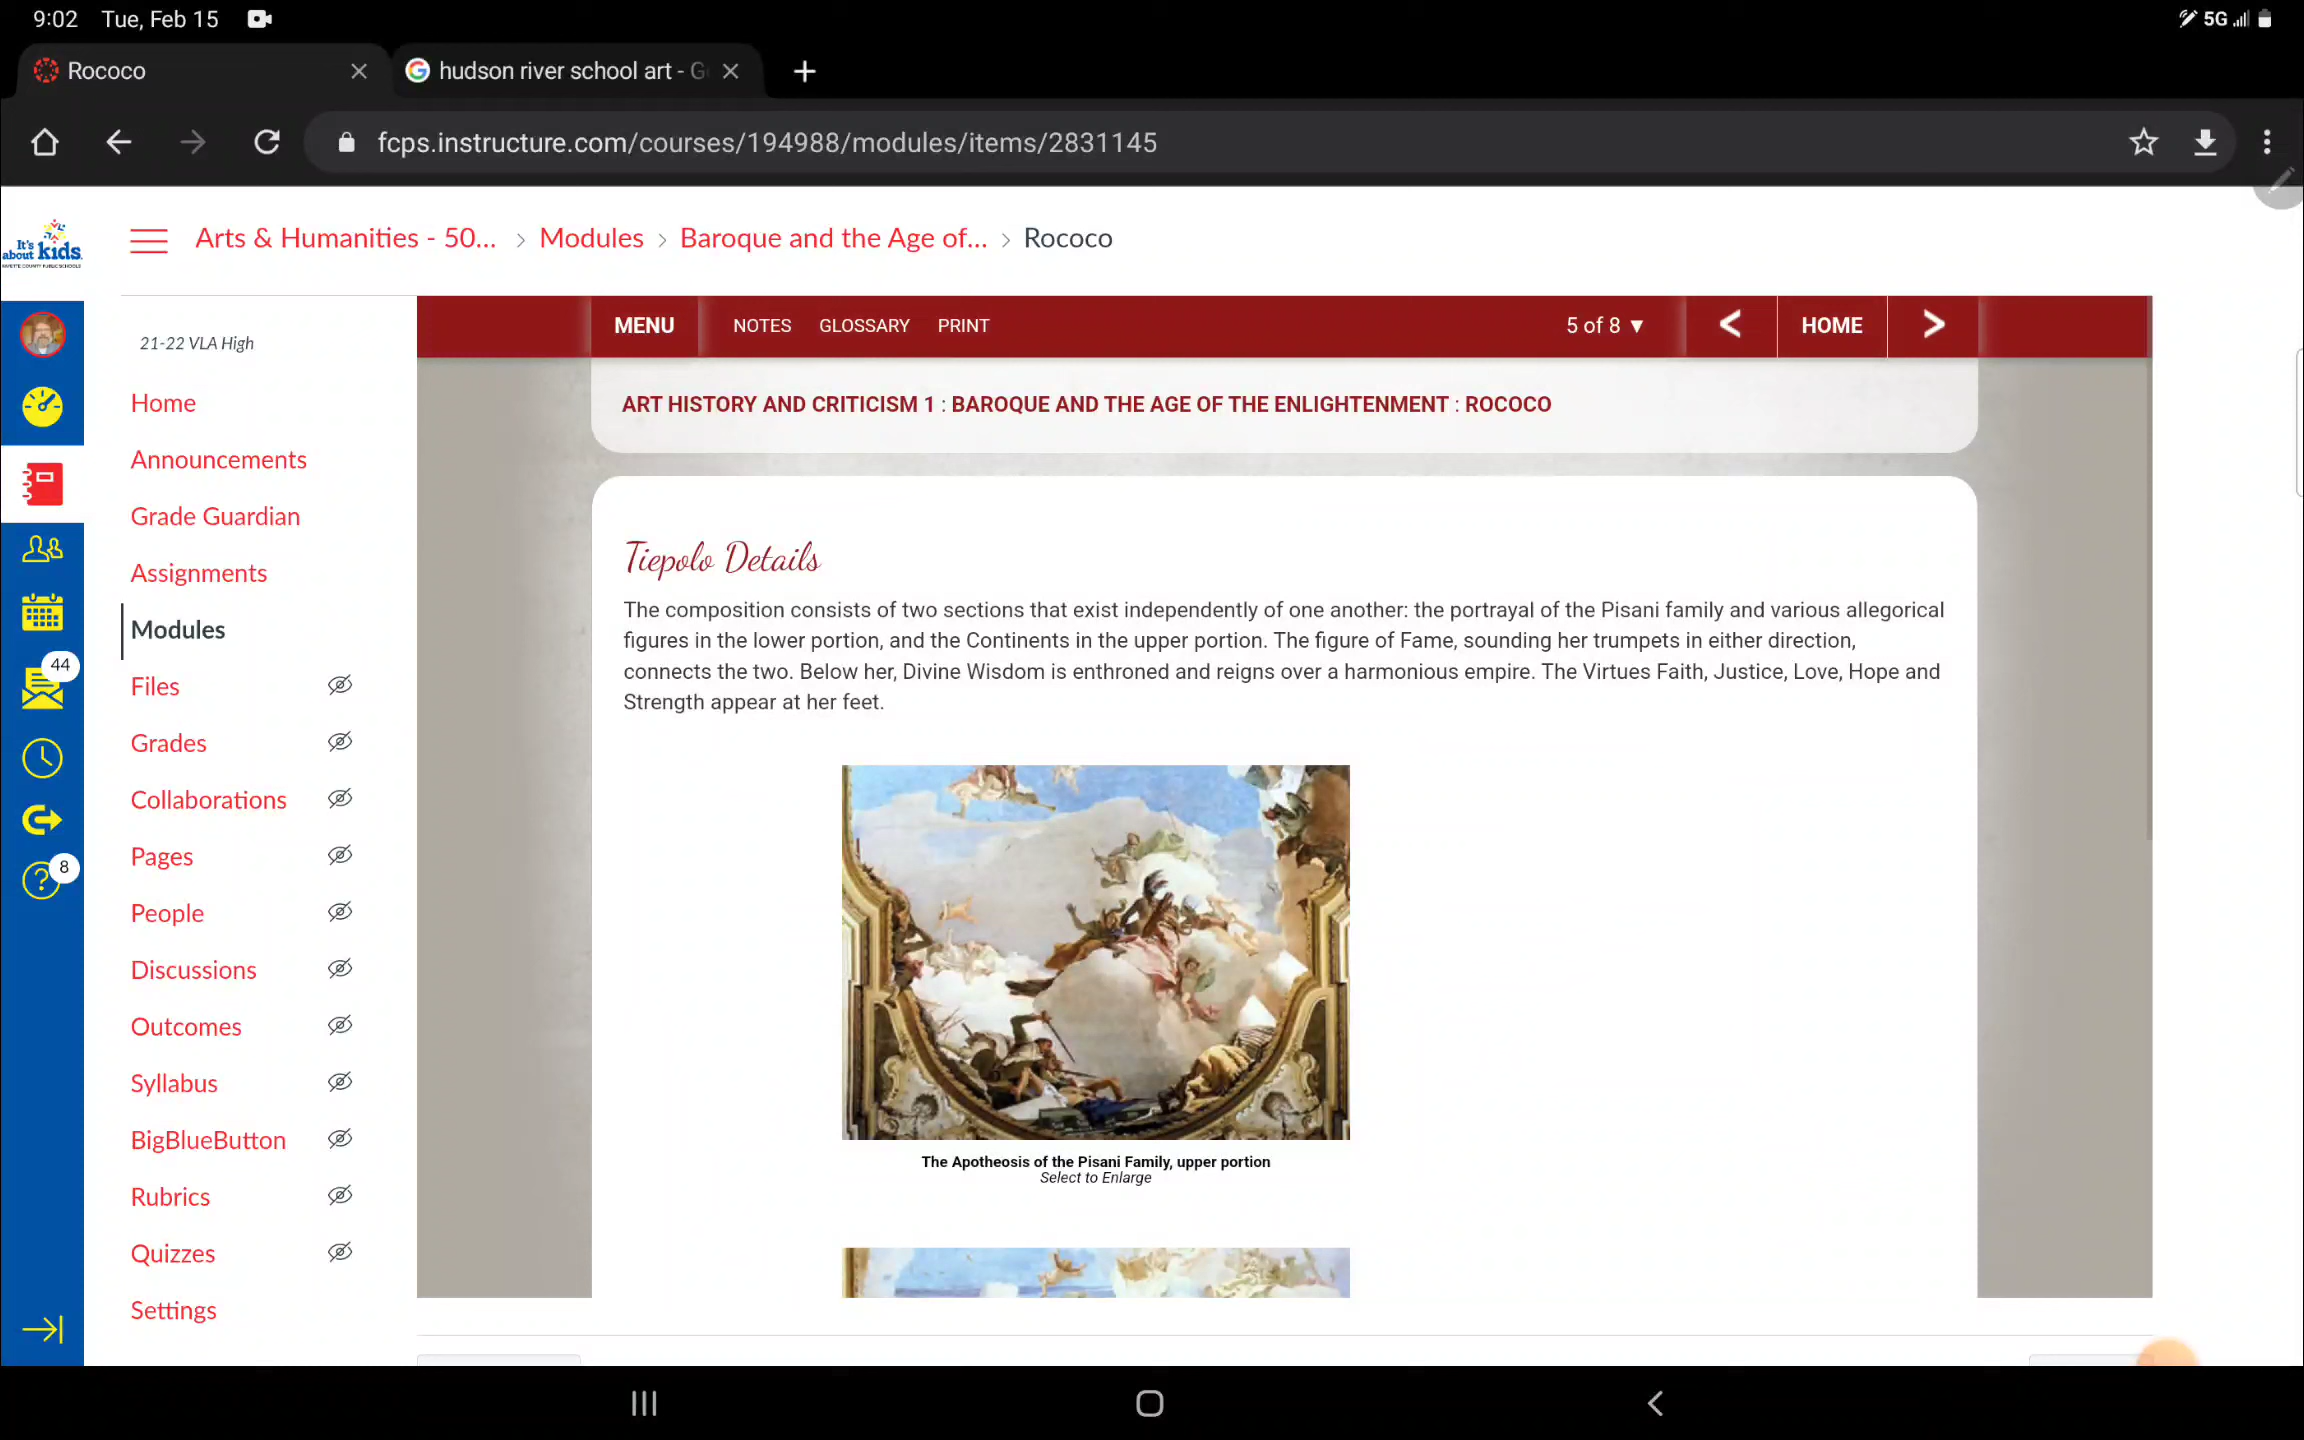 9:02 Tue, Feb 15
5G
Rococo
hudson river school art - G
fcps.instructure.com/courses/194988/modules/items/2831145
It's about kids.
FAYETTE COUNTY PUBLIC SCHOOLS
Arts & Humanities - 50... > Modules > Baroque and the Age of... > Rococo
21-22 VLA High
Home
Announcements
Grade Guardian
Assignments
Modules
Files
Grades
Collaborations
Pages
People
Discussions
Outcomes
Syllabus
BigBlueButton
Rubrics
Quizzes
Settings
44
8
MENU NOTES GLOSSARY PRINT 5 of 8 ▼ < HOME >
ART HISTORY AND CRITICISM 1 : BAROQUE AND THE AGE OF THE ENLIGHTENMENT : ROCOCO
Tiepolo Details
The composition consists of two sections that exist independently of one another: the portrayal of the Pisani family and various allegorical
figures in the lower portion, and the Continents in the upper portion. The figure of Fame, sounding her trumpets in either direction,
connects the two. Below her, Divine Wisdom is enthroned and reigns over a harmonious empire. The Virtues Faith, Justice, Love, Hope and
Strength appear at her feet.
The Apotheosis of the Pisani Family, upper portion
Select to Enlarge